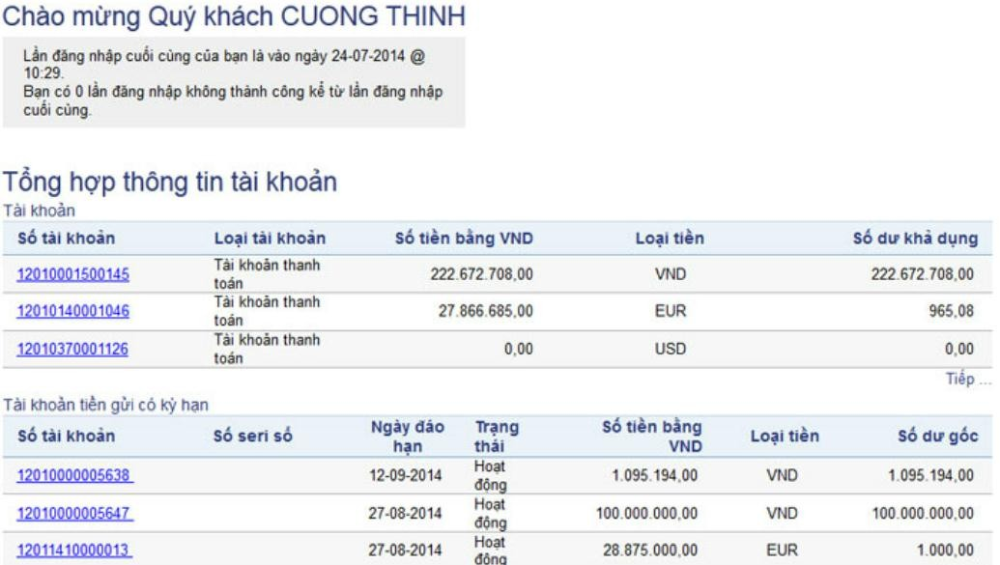 Chào mừng Quý khách CUONG THINH
Lần đăng nhập cuối cùng của bạn là vào ngày 24-07-2014 @
10:29.
Bạn có 0 lần đăng nhập không thành công kể từ lần đăng nhập
cuối cùng.
Tổng hợp thông tin tài khoản
Tài khoản
Số tài khoản Loại tài khoản Số tiền bằng VND Loại tiền Số dư khả dụng
12010001500145 Tài khoản thanh toán 222.672.708,00 VND 222.672.708,00
12010140001046 Tài khoản thanh toán 27.866.685,00 EUR 965,08
12010370001126 Tài khoản thanh toán 0,00 USD 0,00
Tiếp ...
Tài khoản tiền gửi có kỳ hạn
Số tài khoản Số seri số Ngày đáo hạn Trạng thái Số tiền bằng VND Loại tiền Số dư gốc
12010000005638 12-09-2014 Hoạt động 1.095.194,00 VND 1.095.194,00
12010000005647 27-08-2014 Hoạt động 100.000.000,00 VND 100.000.000,00
12011410000013 27-08-2014 Hoạt động 28.875.000,00 EUR 1.000,00